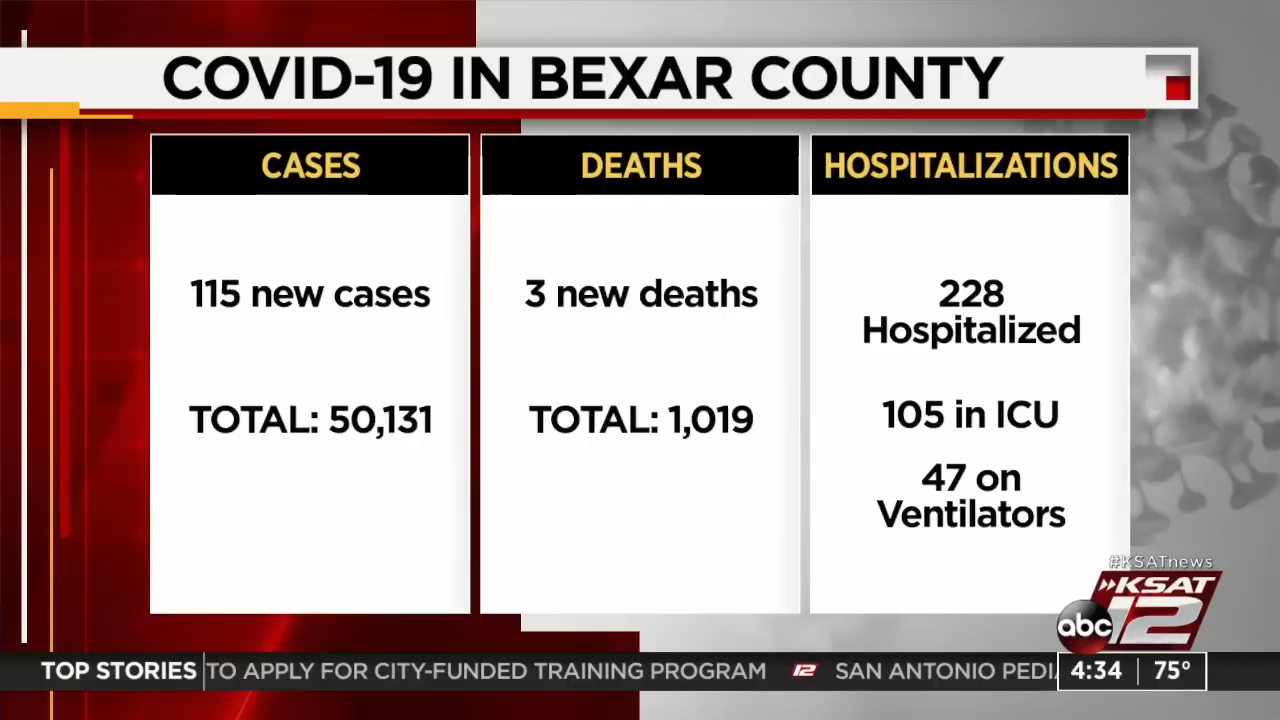 COVID-19 IN BEXAR COUNTY
CASES
115 new cases
TOTAL: 50,131
DEATHS
3 new deaths
TOTAL: 1,019
HOSPITALIZATIONS
228
Hospitalized
105 in ICU
47 on
Ventilators
#KSATnews
KSAT
abc 12
TOP STORIES TO APPLY FOR CITY-FUNDED TRAINING PROGRAM 12 SAN ANTONIO PEDI 4:34 75°